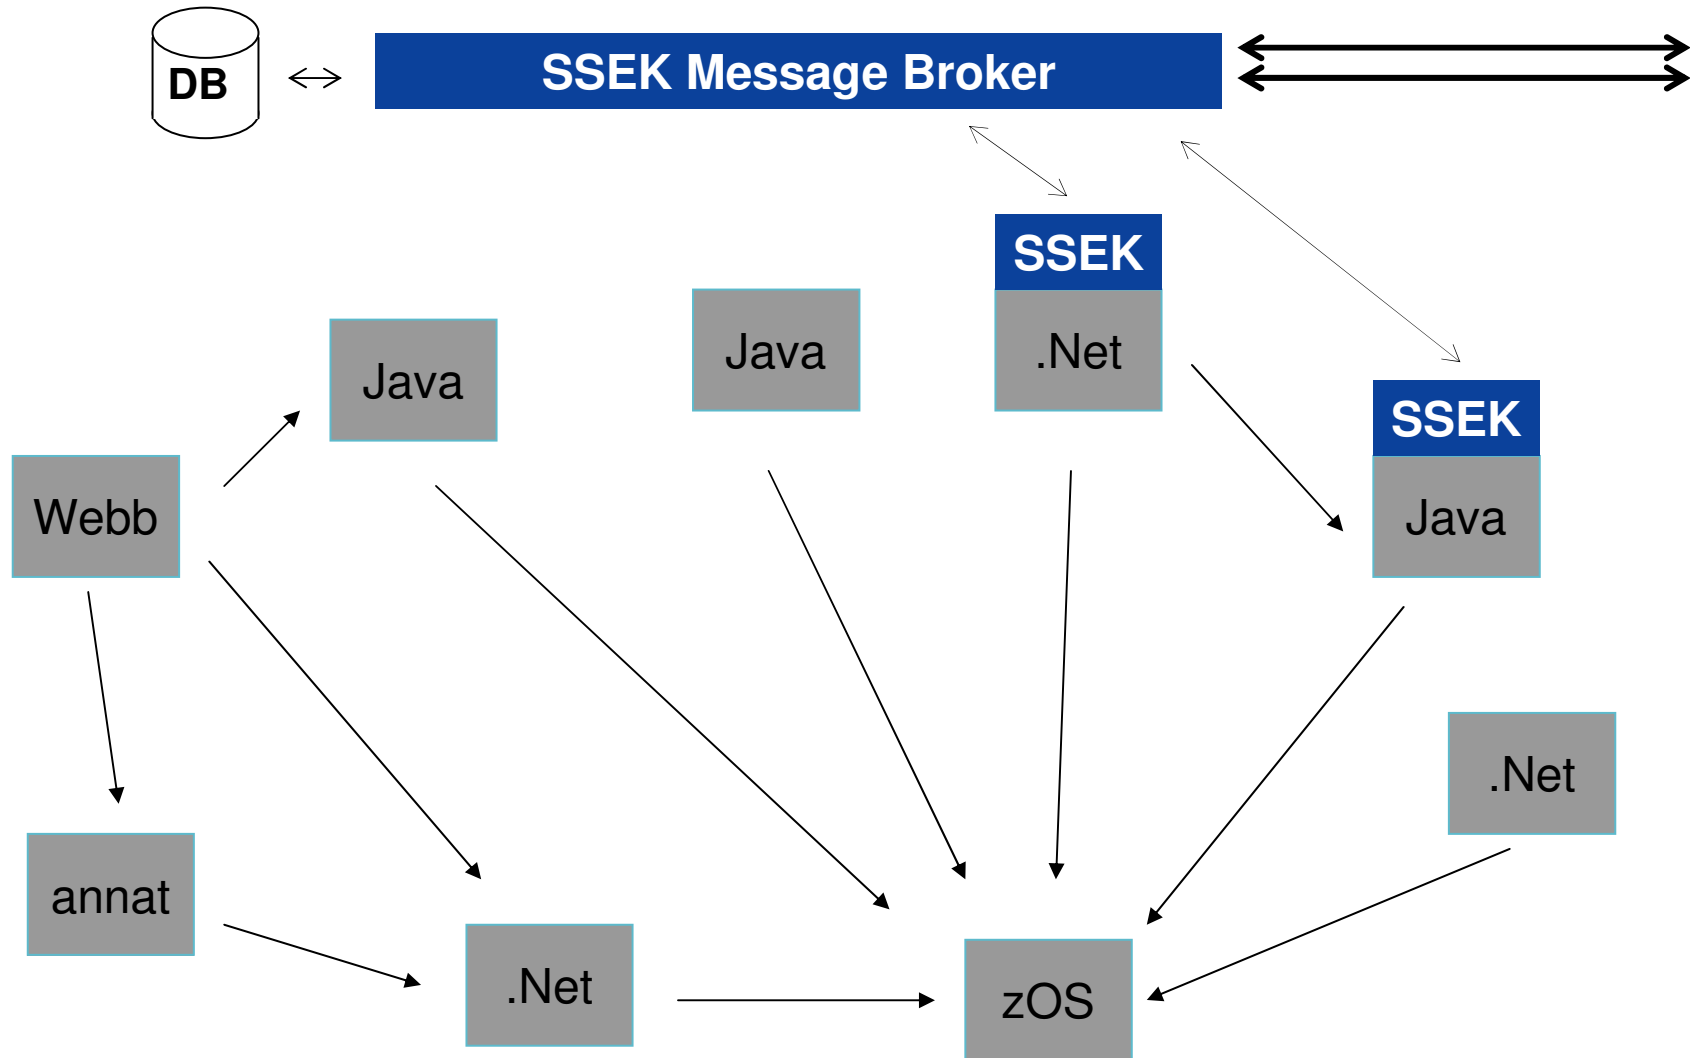 DB
SSEK Message Broker
SSEK
.Net
Java
Java
SSEK
Java
Webb
.Net
annat
.Net
zOS